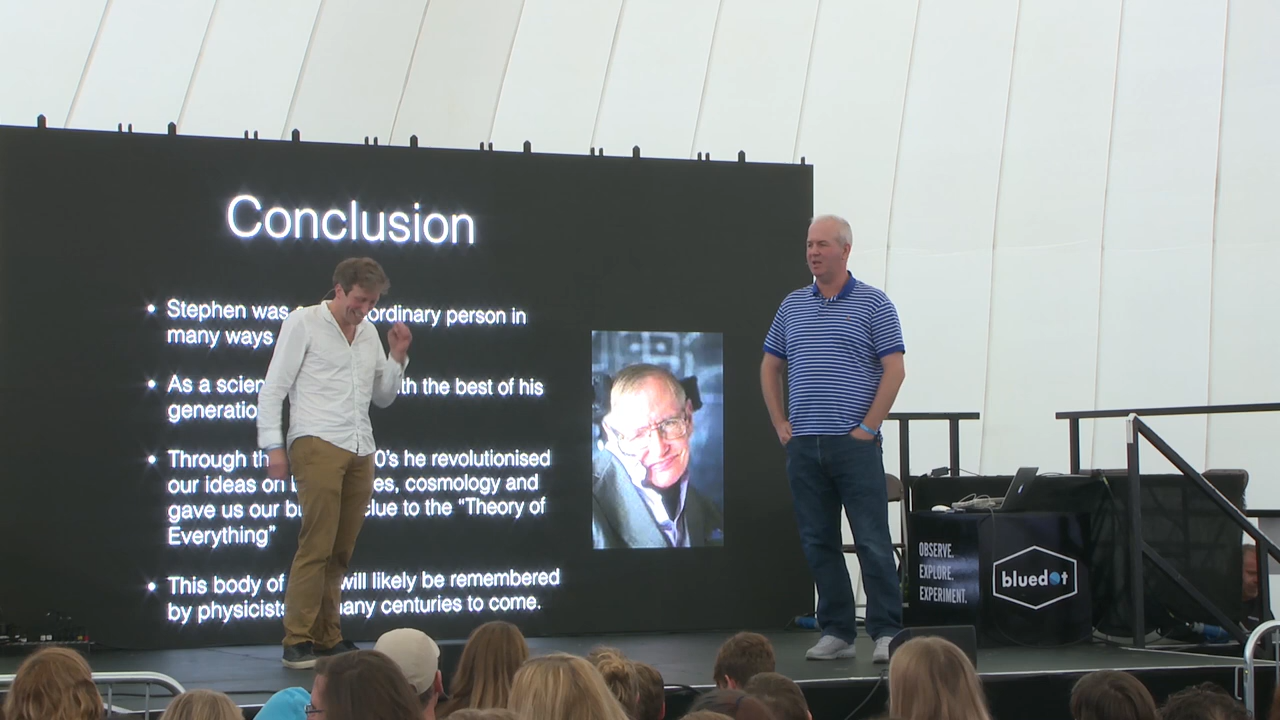 Conclusion
• Stephen was ordinary person in
many ways
• As a scien th the best of his
generatio
• Through th 0's he revolutionised
our ideas on es, cosmology and
gave us our b clue to the “Theory of
Everything”
• This body of will likely be remembered
by physicists many centuries to come.
OBSERVE.
EXPLORE.
EXPERIMENT.
bluedot